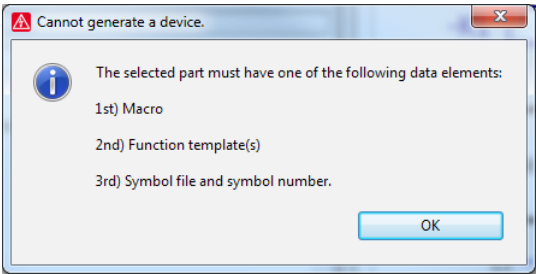 Cannot generate a device.
The selected part must have one of the following data elements:
1st) Macro
2nd) Function template(s)
3rd) Symbol file and symbol number.
OK